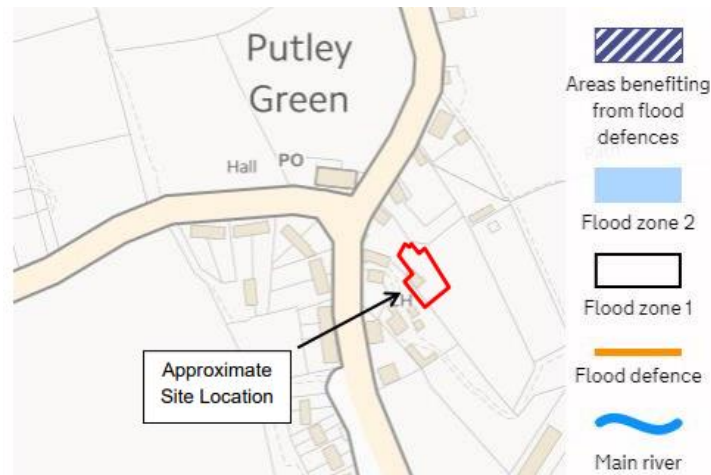 Putley
Green
Hall
PO
Approximate
Site Location
Areas benefiting
from flood
defences
Flood zone 2
Flood zone 1
Flood defence
Main river